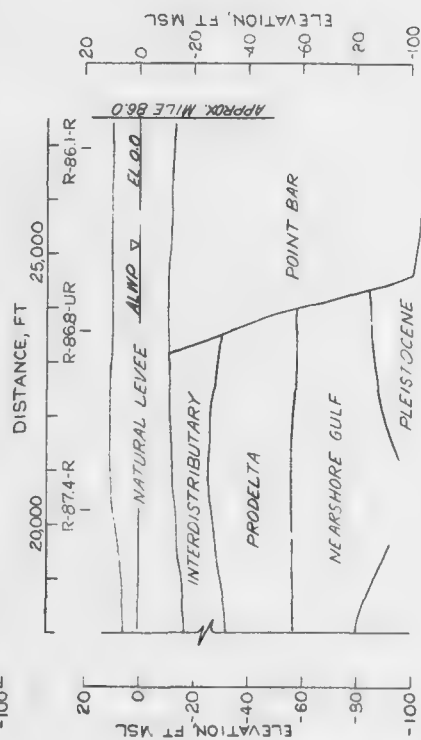 DISTANCE, FT
20,000
25,000
R-87.4-R
R-86.8-UR
R-86.1-R
20
0
-20
-30
-40
-60
-80
-100
ELEVATION, FT MSL
20
0
-30
-60
-80
-100
ELEVATION, FT MSL
APPROX. MILE 86.0
NATURAL LEVEE
ALWP
EL 0.0
INTERDISTRIBUTARY
POINT BAR
PRODELTA
NEARSHORE GULF
PLEISTOCENE
-100